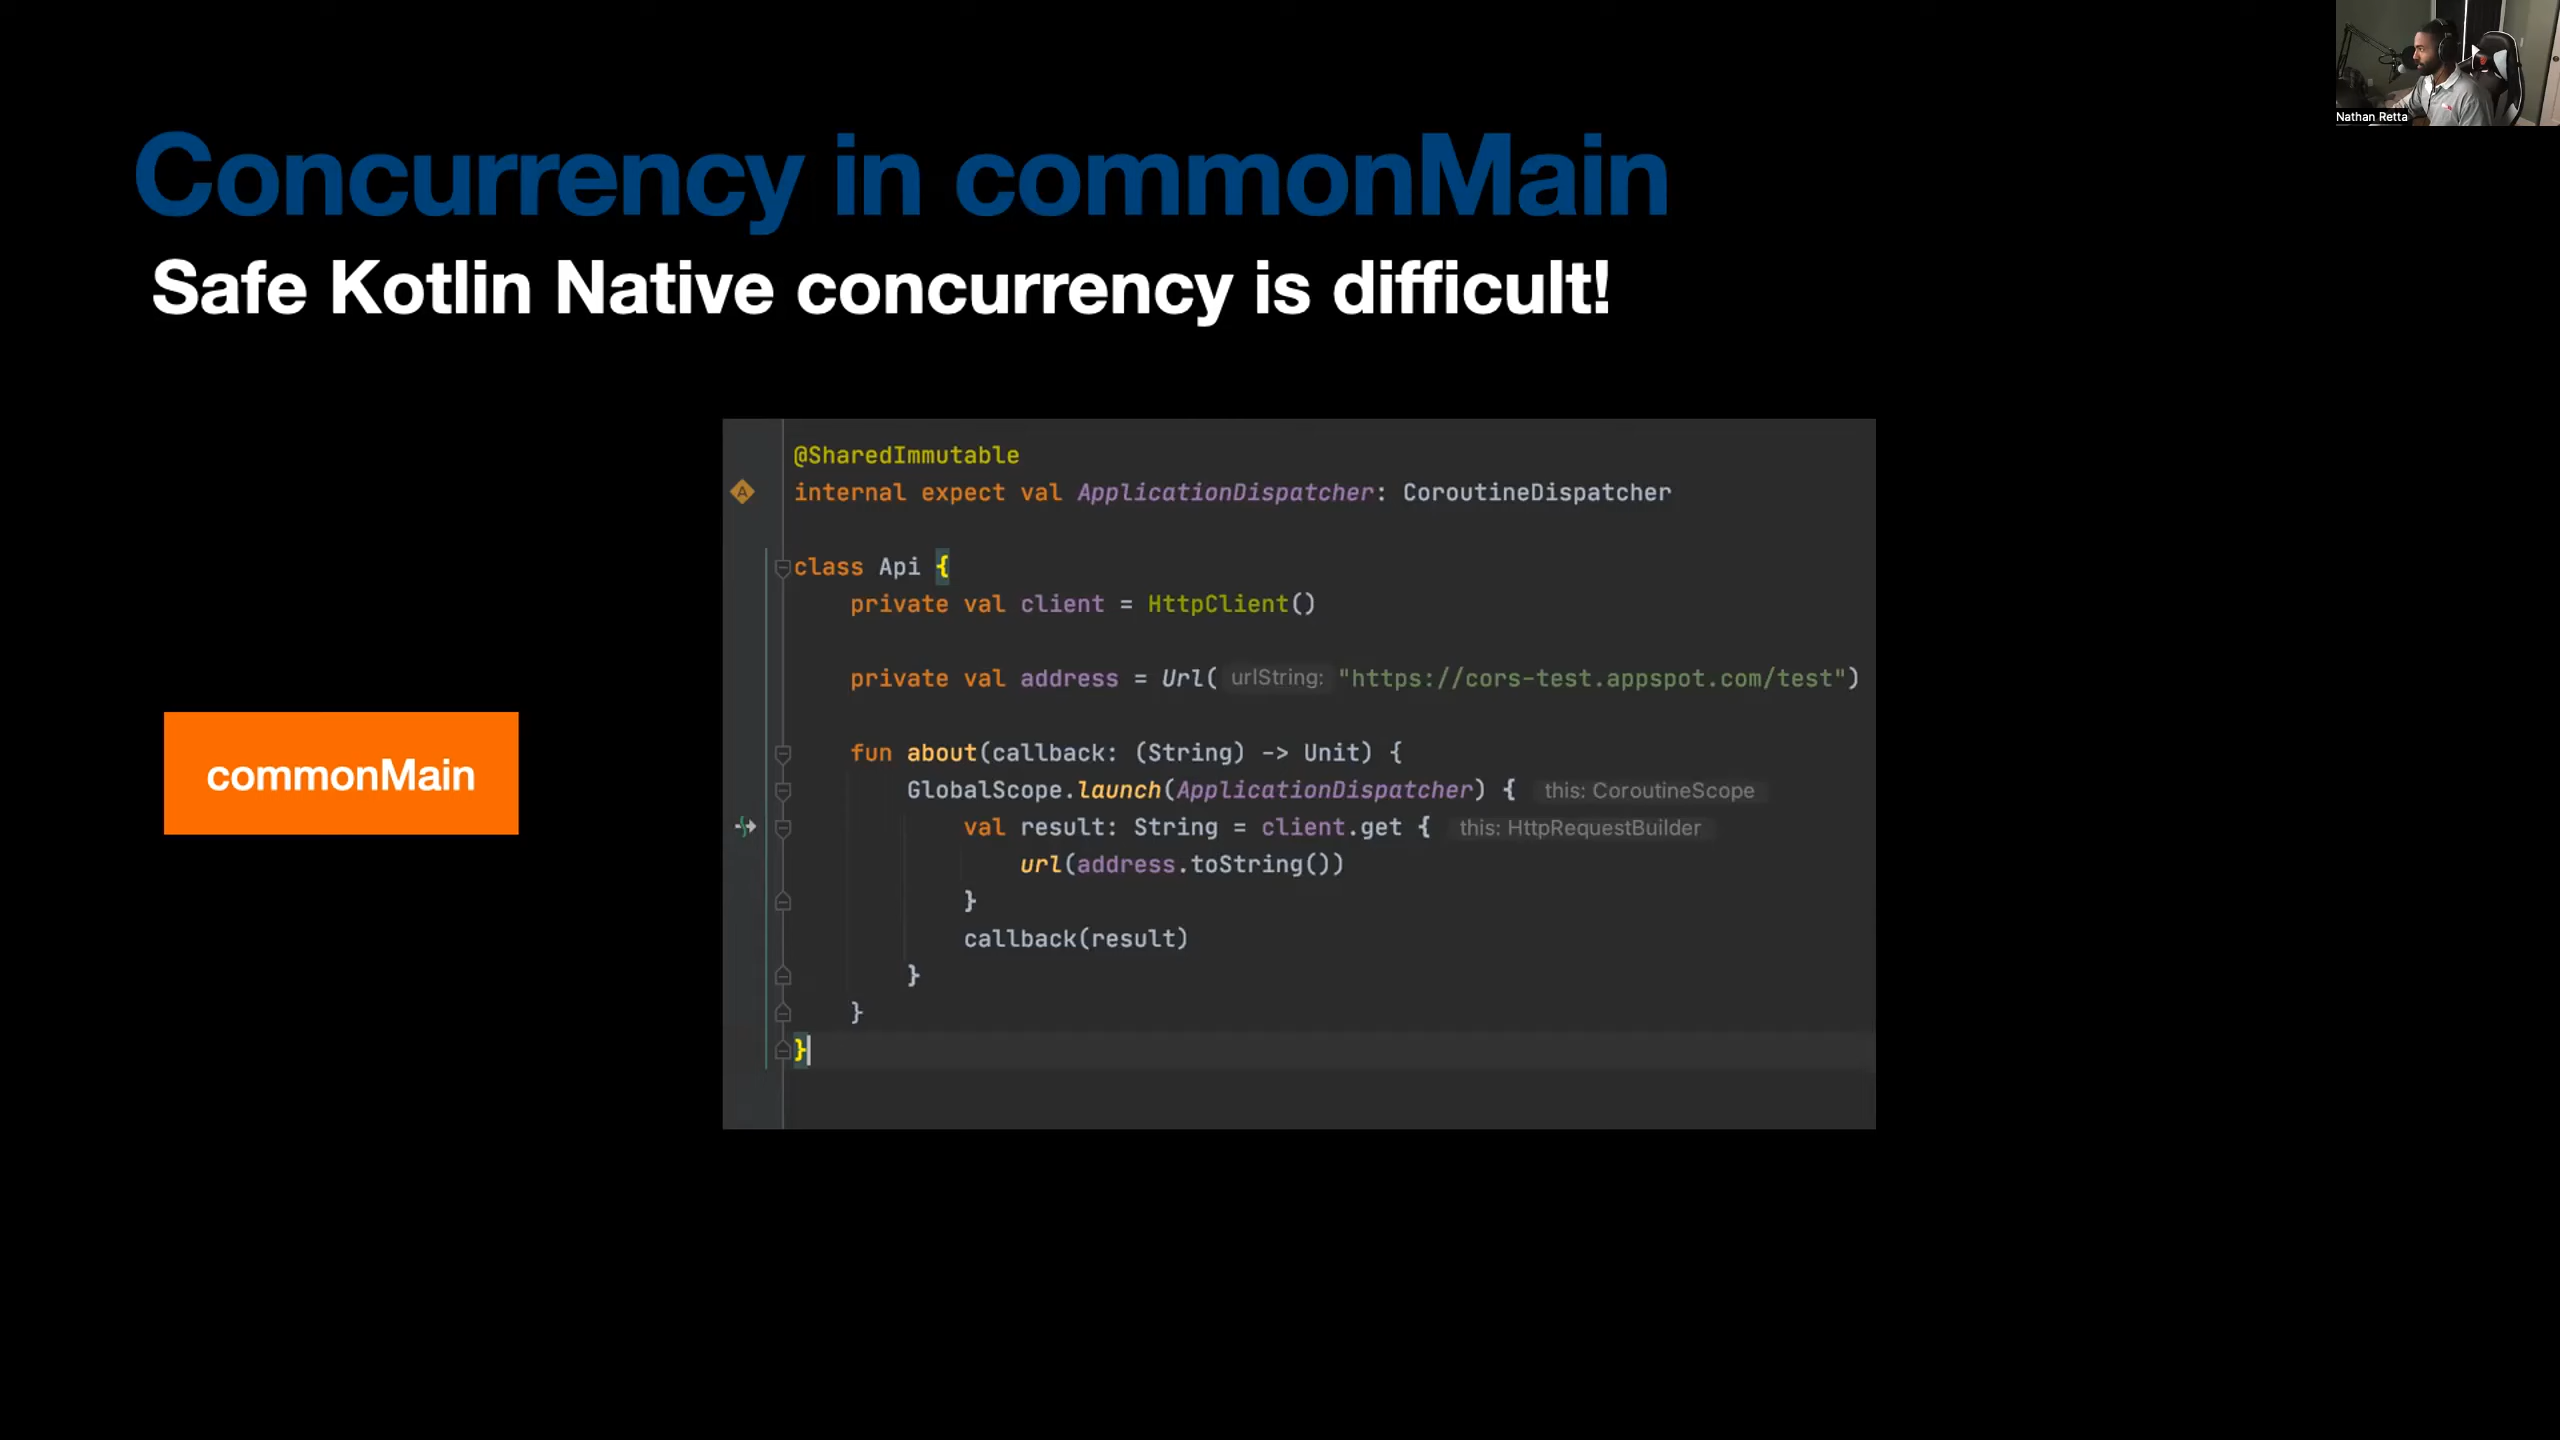 Nathan Retta
Concurrency in commonMain
Safe Kotlin Native concurrency is difficult!
commonMain
@SharedImmutable
internal expect val ApplicationDispatcher: CoroutineDispatcher
class Api {
private val client = HttpClient()
private val address = Url( urlString: "https://cors-test.appspot.com/test")
fun about(callback: (String) -> Unit) {
GlobalScope.launch(ApplicationDispatcher) { this: CoroutineScope
val result: String = client.get { this: HttpRequestBuilder
url(address.toString())
}
callback(result)
}
}
}